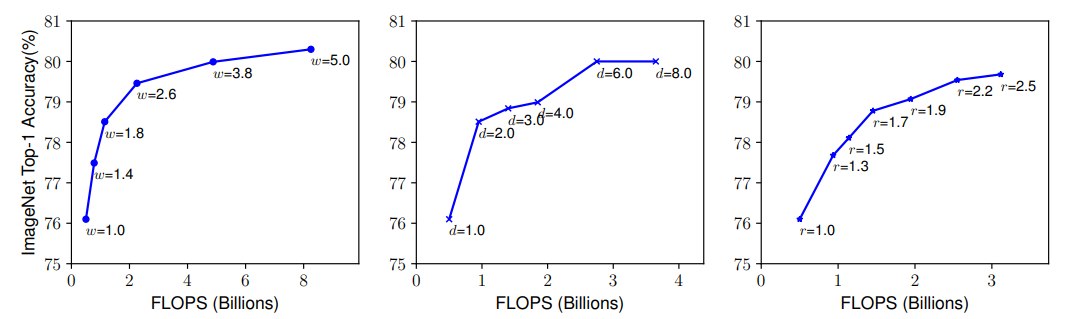 ImageNet Top-1 Accuracy(%)
81
80
79
78
77
76
75
0
2
4
6
8
FLOPS (Billions)
w=1.0
w=1.4
w=1.8
w=2.6
w=3.8
w=5.0
81
80
79
78
77
76
75
0
1
2
3
4
FLOPS (Billions)
d=1.0
d=2.0
d=3.0
d=4.0
d=6.0
d=8.0
81
80
79
78
77
76
75
0
1
2
3
FLOPS (Billions)
r=1.0
r=1.3
r=1.5
r=1.7
r=1.9
r=2.2
r=2.5